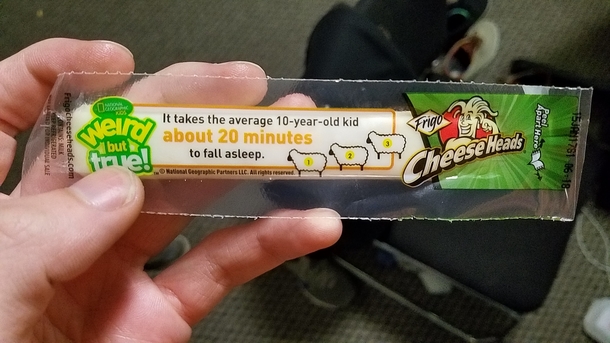 NATIONAL GEOGRAPHIC KiDS
weird but true!
It takes the average 10-year-old kid
about 20 minutes
to fall asleep.
1 2 3
© National Geographic Partners LLC. All rights reserved.
Frigo
CheeseHeads
Peel
Apart Here
Frigocheeseheads.com